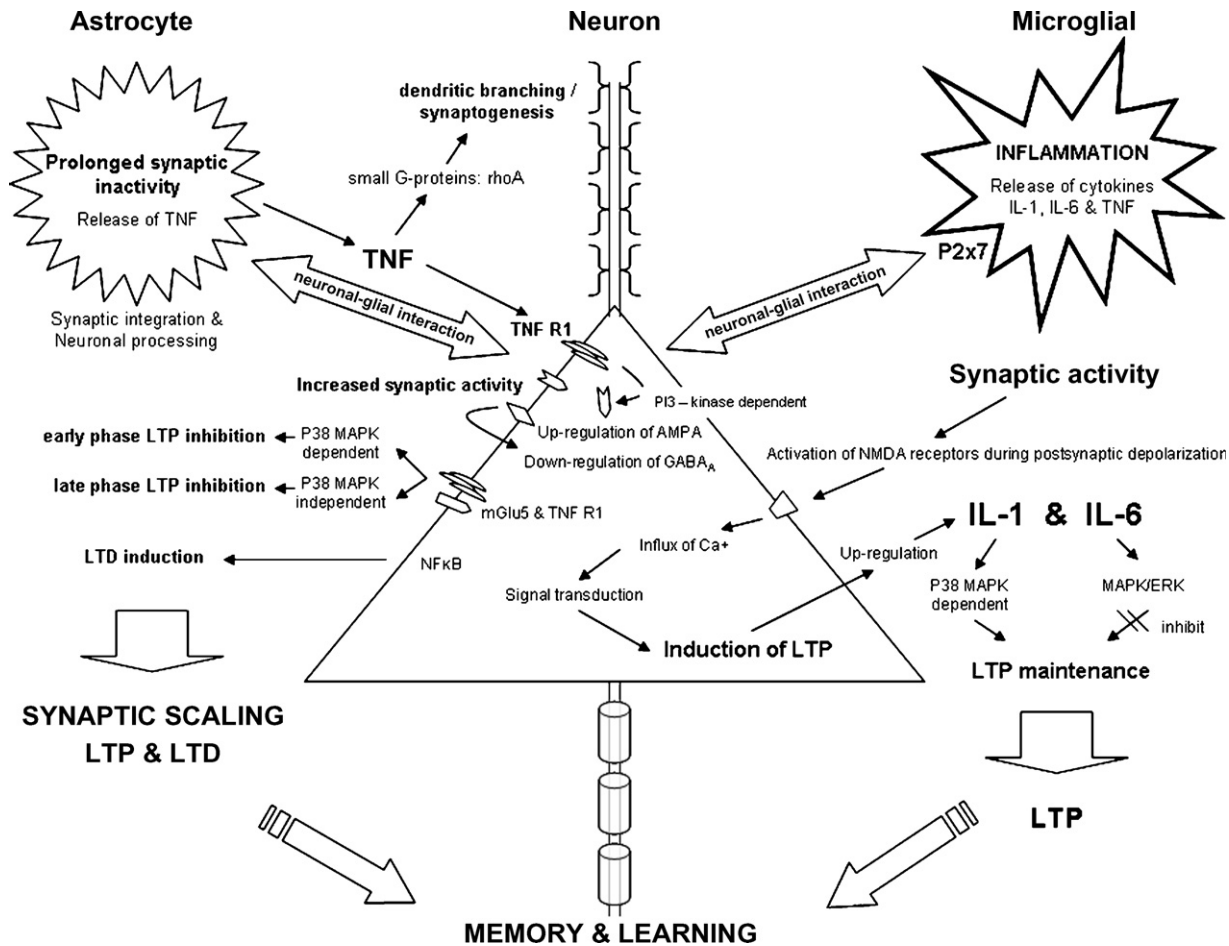 Astrocyte
Neuron
Microglial
Prolonged synaptic
inactivity
Release of TNF
Synaptic integration &
Neuronal processing
dendritic branching /
synaptogenesis
small G-proteins: rhoA
TNF
neuronal-glial interaction
TNF R1
INFLAMMATION
Release of cytokines
IL-1, IL-6 & TNF
P2x7
neuronal-glial interaction
Increased synaptic activity
PI3 – kinase dependent
Up-regulation of AMPA
Down-regulation of GABAA
early phase LTP inhibition
P38 MAPK
dependent
late phase LTP inhibition
P38 MAPK
independent
mGlu5 & TNF R1
LTD induction
NFκB
Synaptic activity
Activation of NMDA receptors during postsynaptic depolarization
Influx of Ca+
Signal transduction
Induction of LTP
Up-regulation
IL-1 & IL-6
P38 MAPK
dependent
MAPK/ERK
inhibit
LTP maintenance
SYNAPTIC SCALING
LTP & LTD
LTP
MEMORY & LEARNING